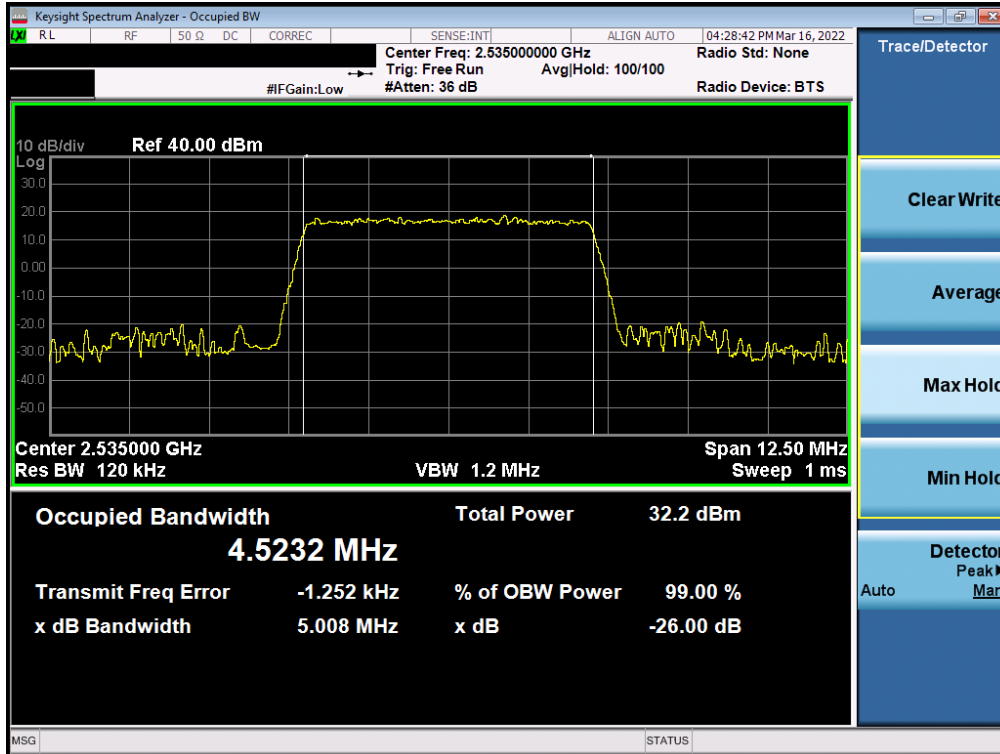 Keysight Spectrum Analyzer - Occupied BW
LXI RL RF 50 Ω DC CORREC SENSE:INT ALIGN AUTO 04:28:42 PM Mar 16, 2022
Center Freq: 2.535000000 GHz Radio Std: None
Trig: Free Run Avg|Hold: 100/100
#IFGain:Low #Atten: 36 dB Radio Device: BTS
Trace/Detector
10 dB/div Ref 40.00 dBm
Log
30.0
20.0
10.0
0.00
-10.0
-20.0
-30.0
-40.0
-50.0
Center 2.535000 GHz Span 12.50 MHz
Res BW 120 kHz VBW 1.2 MHz Sweep 1 ms
Occupied Bandwidth Total Power 32.2 dBm
4.5232 MHz
Transmit Freq Error -1.252 kHz % of OBW Power 99.00 %
x dB Bandwidth 5.008 MHz x dB -26.00 dB
Clear Write
Average
Max Hold
Min Hold
Detector
Peak
Auto Man
MSG STATUS